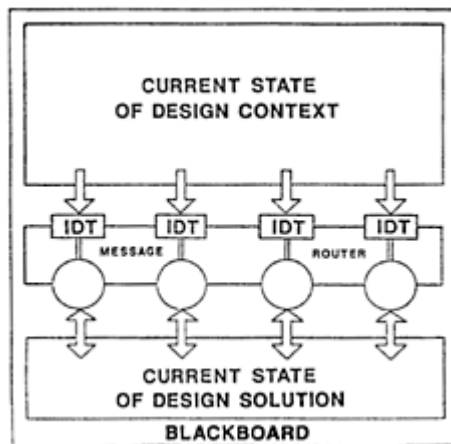 CURRENT STATE
OF DESIGN CONTEXT
IDT IDT IDT IDT
MESSAGE ROUTER
CURRENT STATE
OF DESIGN SOLUTION
BLACKBOARD